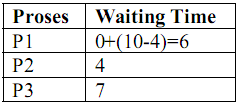 Proses Waiting Time
P1 0+(10-4)=6
P2 4
P3 7